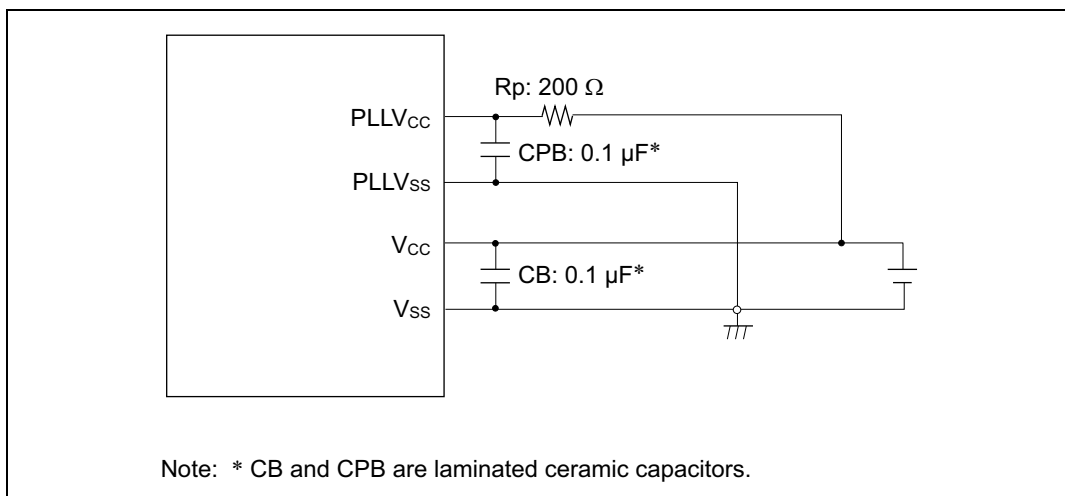 Rp: 200 Ω
PLLVCC
CPB: 0.1 µF*
PLLVSS
VCC
CB: 0.1 µF*
VSS
Note: * CB and CPB are laminated ceramic capacitors.